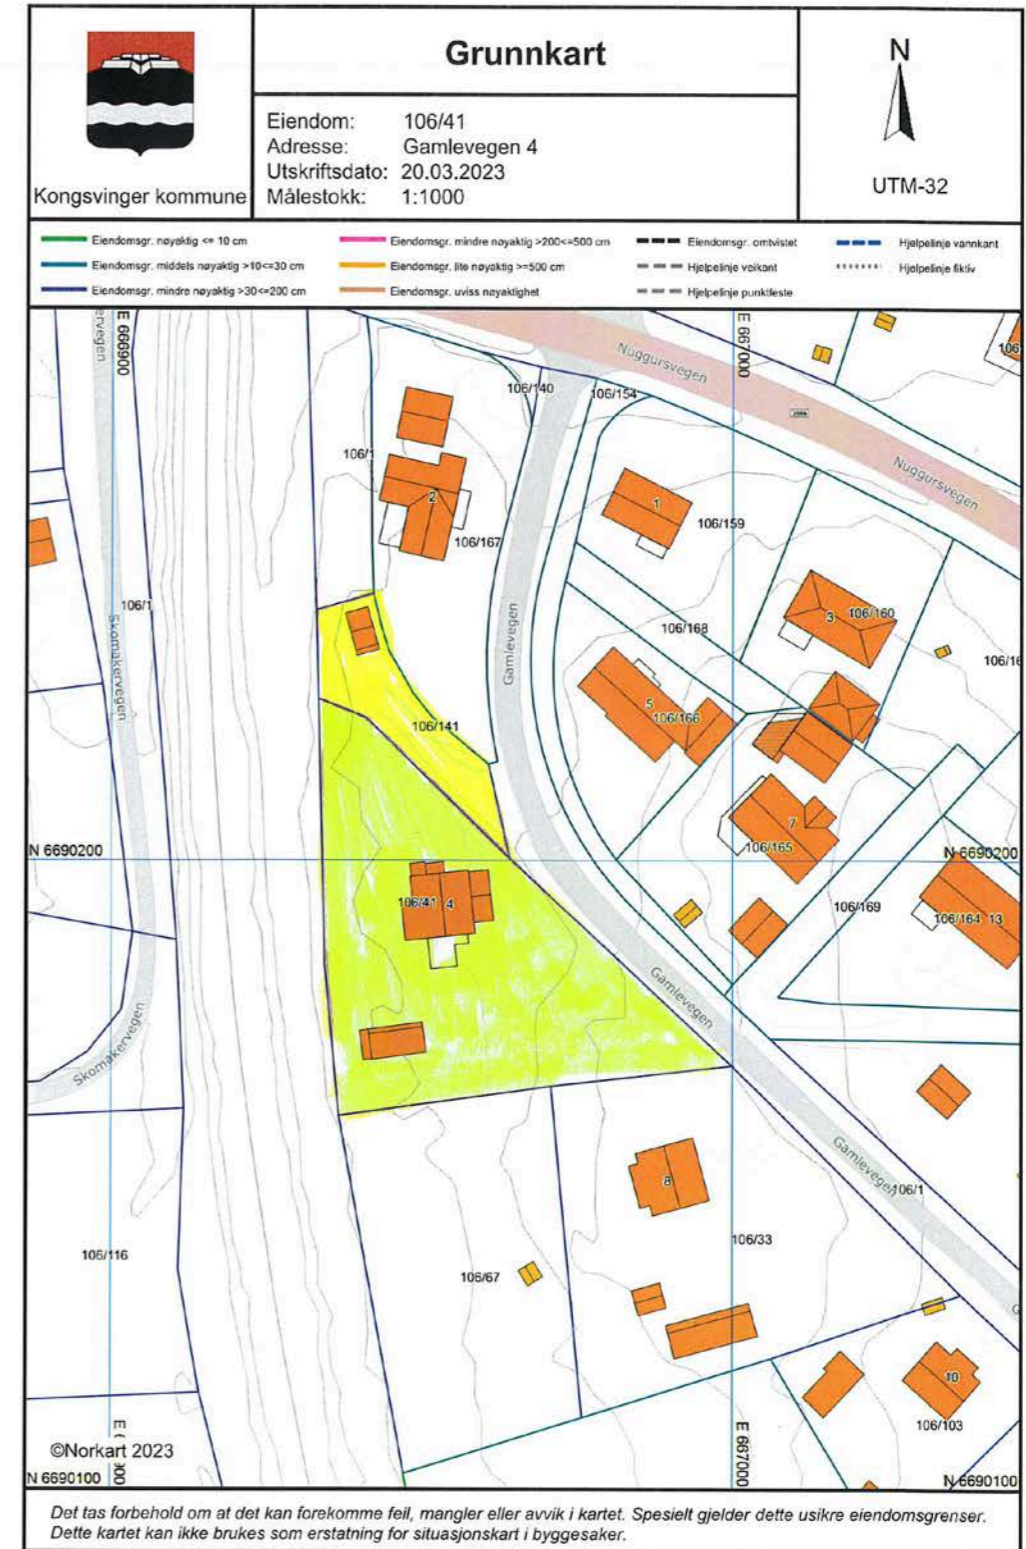 Grunnkart
N
Eiendom: 106/41
Adresse: Gamlevegen 4
Utskriftsdato: 20.03.2023
Målestokk: 1:1000
Kongsvinger kommune
UTM-32
Eiendomsgr. nøyaktig <= 10 cm
Eiendomsgr. middels nøyaktig >10<=30 cm
Eiendomsgr. mindre nøyaktig >30<=200 cm
Eiendomsgr. mindre nøyaktig >200<=500 cm
Eiendomsgr. lite nøyaktig >=500 cm
Eiendomsgr. uviss nøyaktighet
Eiendomsgr. omtvistet
Hjelpelinje veikant
Hjelpelinje punktfeste
Hjelpelinje vannkant
Hjelpelinje fiktiv
ervegen
E 666900
E 667000
Nuggursvegen
106
106/140
106/154
106/1
2
1
106/159
Nuggursvegen
106/167
106/1
Skomakervegen
Gamlevegen
106/168
3
106/160
106/16
5
106/166
106/141
7
106/165
N 6690200
N 6690200
106/41 4
106/169
106/164 13
Gamlevegen
Skomakervegen
Gamlevegen
106/1
8
106/33
106/116
106/67
10
106/103
E 667000
©Norkart 2023
N 6690100
N 6690100
Det tas forbehold om at det kan forekomme feil, mangler eller avvik i kartet. Spesielt gjelder dette usikre eiendomsgrenser.
Dette kartet kan ikke brukes som erstatning for situasjonskart i byggesaker.